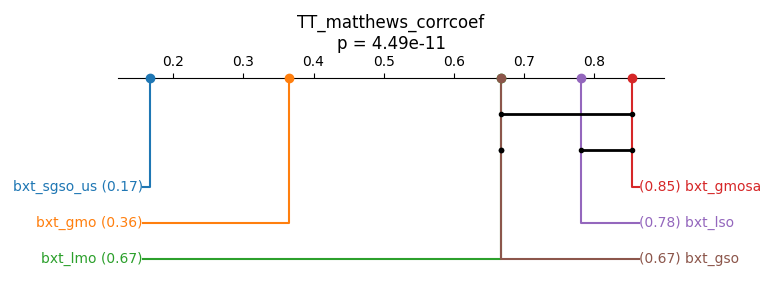 TT_matthews_corrcoef
p = 4.49e-11
0.2 0.3 0.4 0.5 0.6 0.7 0.8
bxt_sgso_us (0.17) (0.85) bxt_gmosa
bxt_gmo (0.36) (0.78) bxt_lso
bxt_lmo (0.67) (0.67) bxt_gso